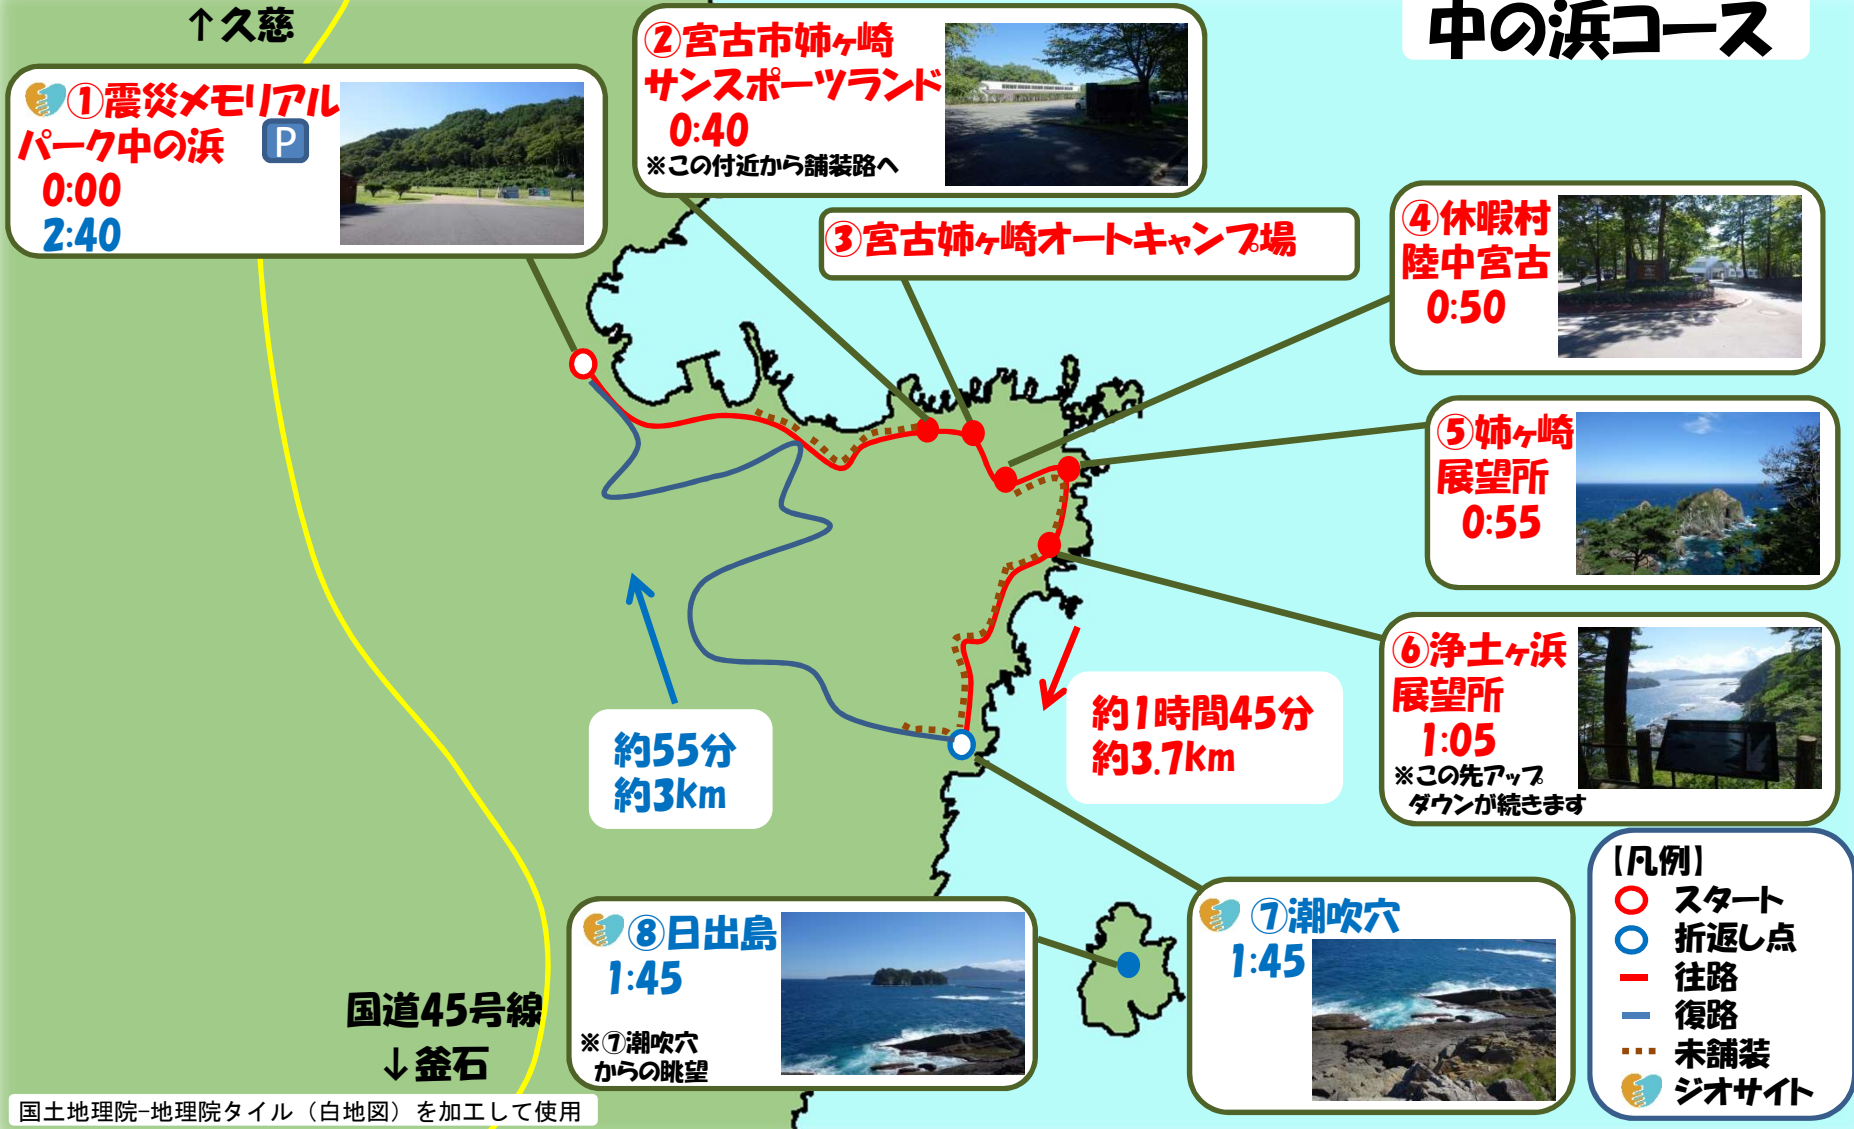 中の浜コース
↑久慈
①震災メモリアル
パーク中の浜 P
0:00
2:40
②宮古市姉ヶ崎
サンスポーツランド
0:40
※この付近から舗装路へ
③宮古姉ヶ崎オートキャンプ場
④休暇村
陸中宮古
0:50
⑤姉ヶ崎
展望所
0:55
⑥浄土ヶ浜
展望所
1:05
※この先アップ
ダウンが続きます
約1時間45分
約3.7km
約55分
約3km
⑦潮吹穴
1:45
⑧日出島
1:45
※⑦潮吹穴
からの眺望
国道45号線
↓釜石
【凡例】
スタート
折返し点
往路
復路
未舗装
ジオサイト
国土地理院-地理院タイル（白地図）を加工して使用